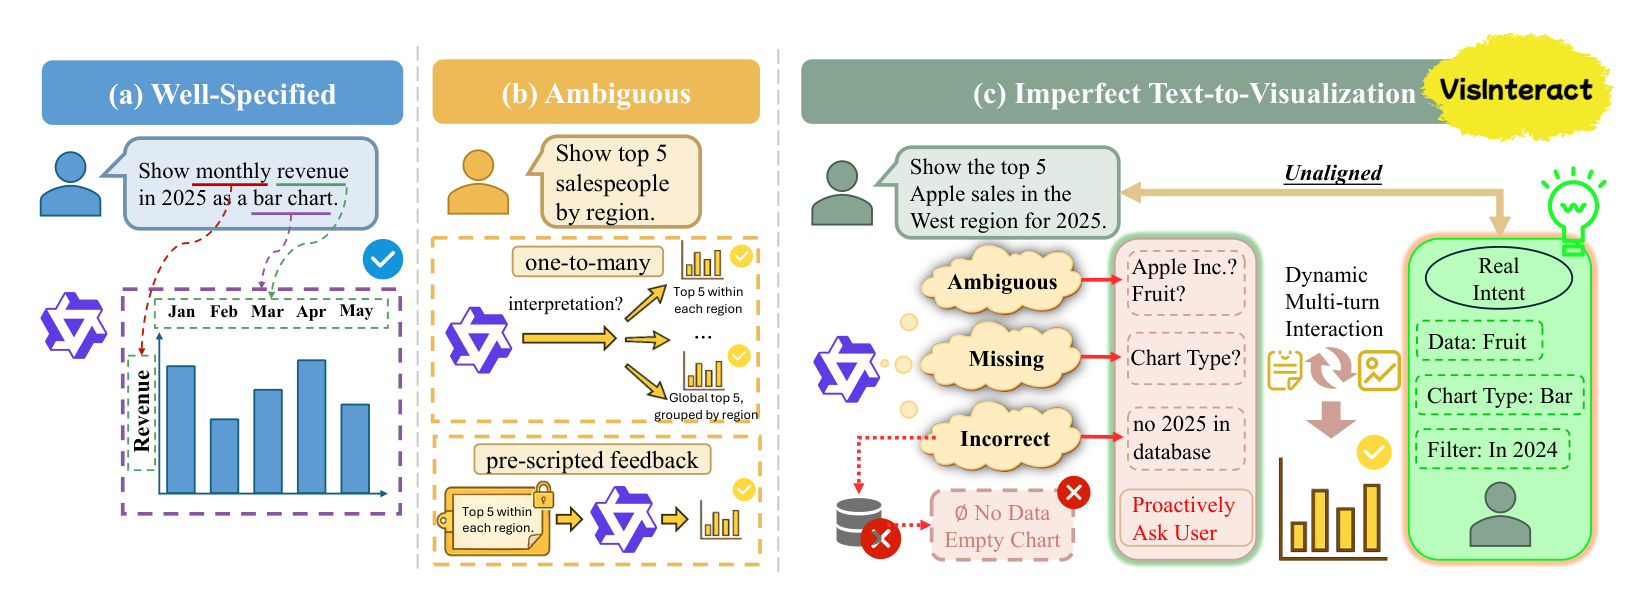 (a) Well-Specified
Show monthly revenue
in 2025 as a bar chart.
Jan Feb Mar Apr May
Revenue
(b) Ambiguous
Show top 5
salespeople
by region.
one-to-many
interpretation?
Top 5 within
each region
...
Global top 5,
grouped by region
pre-scripted feedback
Top 5 within
each region.
(c) Imperfect Text-to-Visualization
VisInteract
Show the top 5
Apple sales in the
West region for 2025.
Unaligned
Ambiguous
Apple Inc.?
Fruit?
Missing
Chart Type?
Incorrect
no 2025 in
database
Ø No Data
Empty Chart
Proactively
Ask User
Dynamic
Multi-turn
Interaction
Real
Intent
Data: Fruit
Chart Type: Bar
Filter: In 2024